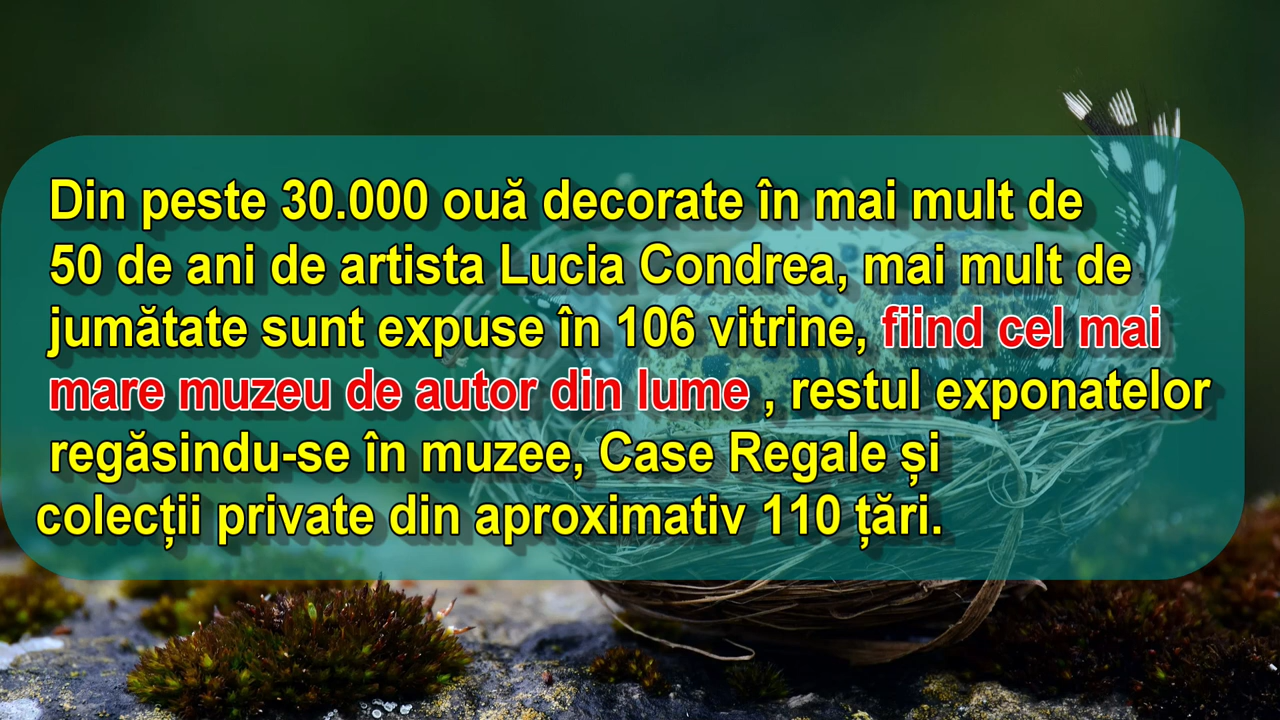 Din peste 30.000 ouă decorate în mai mult de
50 de ani de artista Lucia Condrea, mai mult de
jumătate sunt expuse în 106 vitrine, fiind cel mai
mare muzeu de autor din lume , restul exponatelor
regăsindu-se în muzee, Case Regale și
colecții private din aproximativ 110 țări.